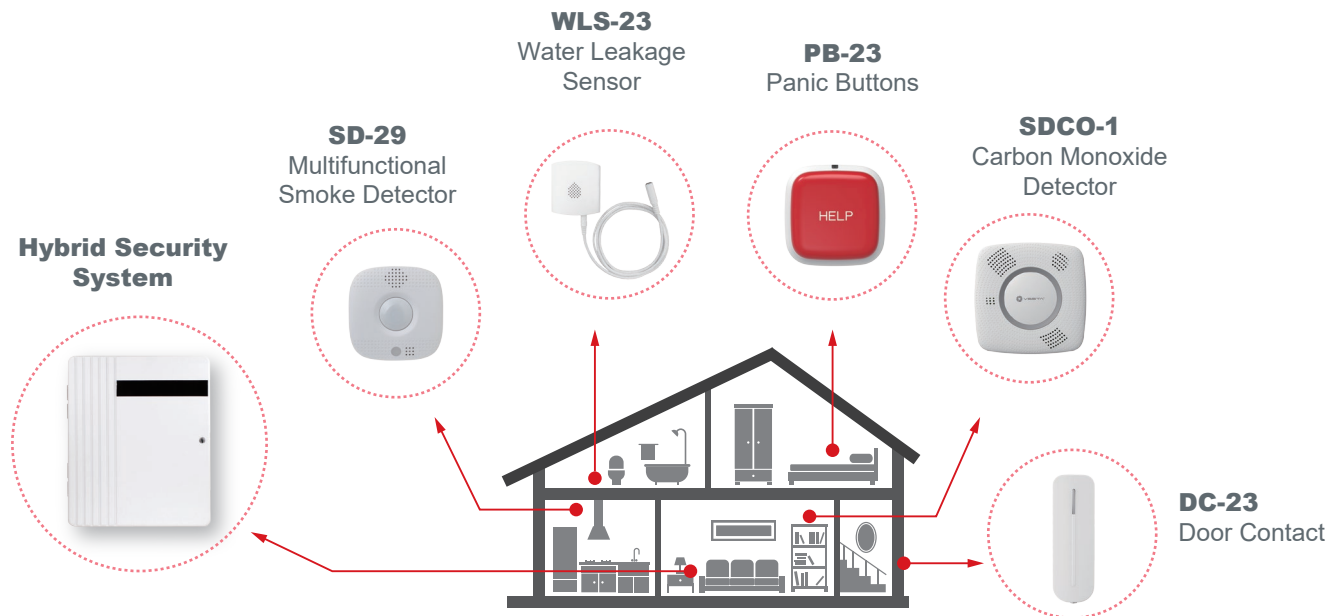 WLS-23
Water Leakage
Sensor
PB-23
Panic Buttons
SD-29
Multifunctional
Smoke Detector
SDCO-1
Carbon Monoxide
Detector
HELP
Hybrid Security
System
DC-23
Door Contact